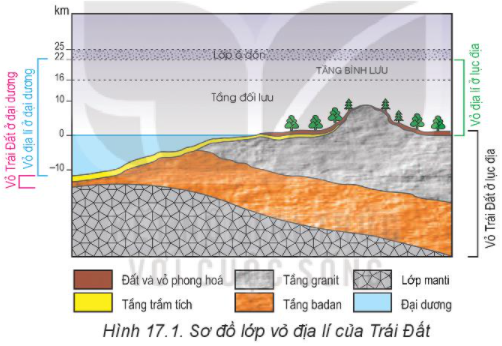 km
25
22
16
10
0
−10
Lớp ô dôn
TẦNG BÌNH LƯU
Tầng đối lưu
Vỏ Trái Đất ở đại dương
Vỏ địa lí ở đại dương
Vỏ địa lí ở lục địa
Vỏ Trái Đất ở lục địa
VỚI CUỘC SỐNG
Đất và vỏ phong hoá
Tầng granit
Lớp manti
Tầng trầm tích
Tầng badan
Đại dương
Hình 17.1. Sơ đồ lớp vỏ địa lí của Trái Đất